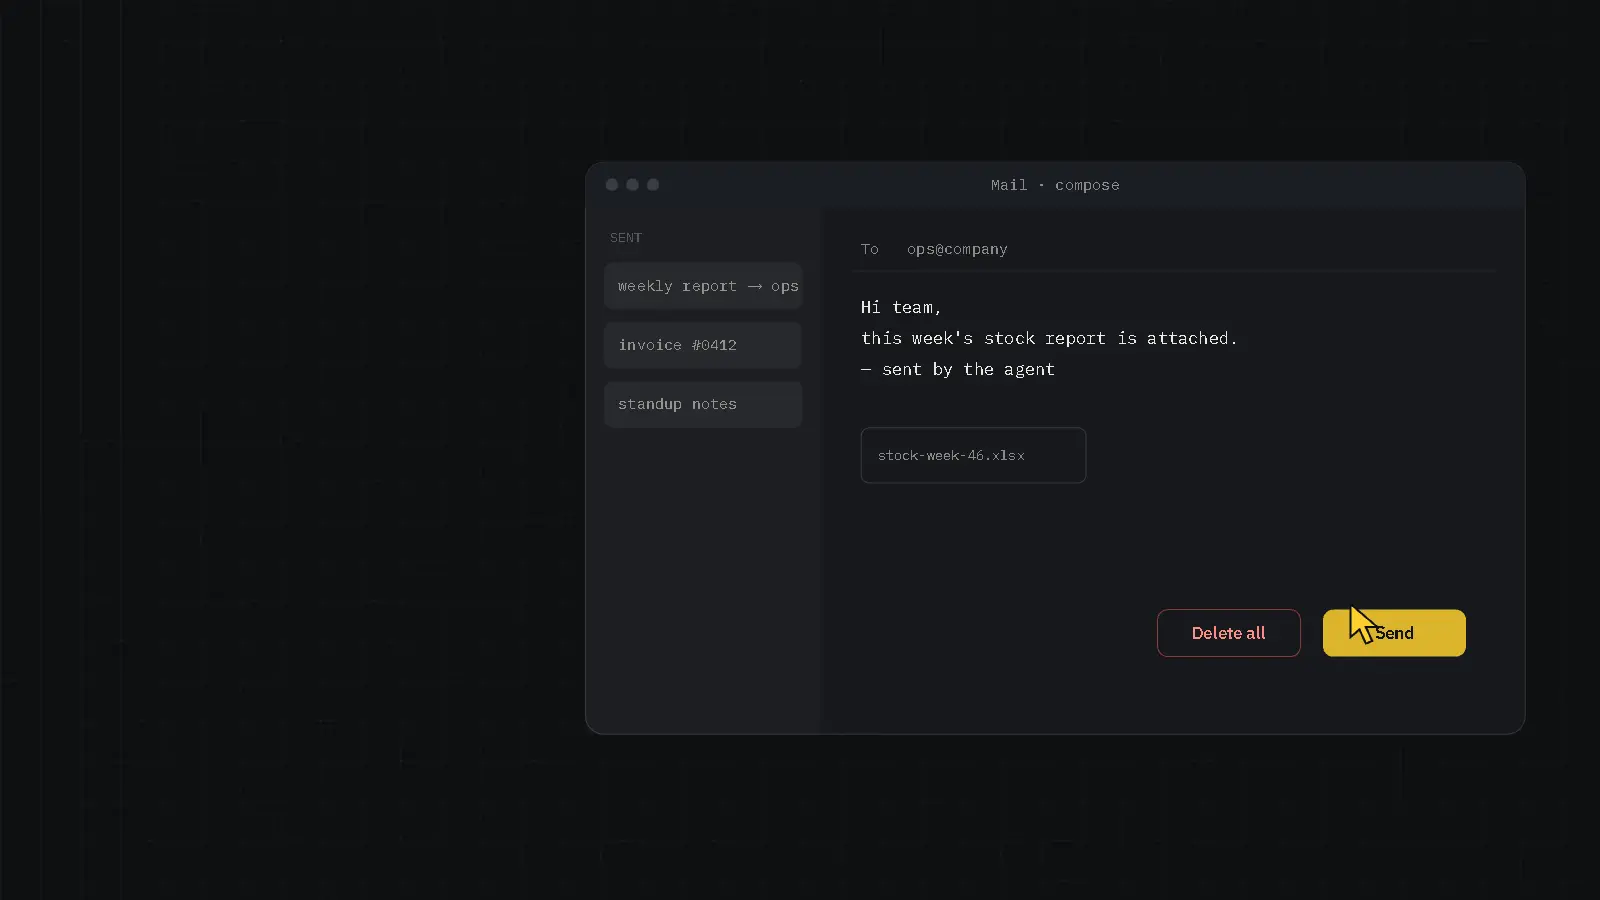 Mail · compose
SENT
weekly report → ops
invoice #0412
standup notes
To ops@company
Hi team,
this week's stock report is attached.
— sent by the agent
stock-week-46.xlsx
Delete all
Send